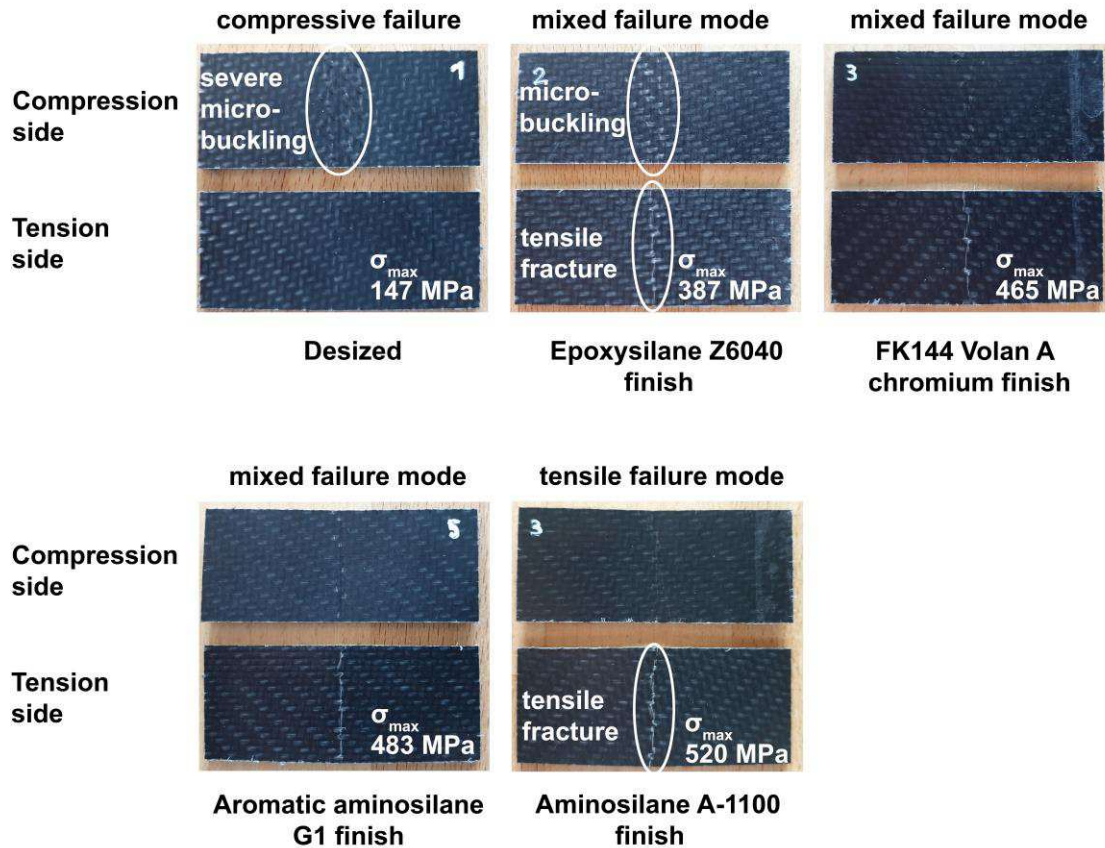 compressive failure
mixed failure mode
mixed failure mode
Compression
side
severe
micro-
buckling
1
2
micro-
buckling
3
Tension
side
σmax
147 MPa
tensile
fracture
σmax
387 MPa
σmax
465 MPa
Desized
Epoxysilane Z6040
finish
FK144 Volan A
chromium finish
mixed failure mode
tensile failure mode
Compression
side
5
3
Tension
side
σmax
483 MPa
tensile
fracture
σmax
520 MPa
Aromatic aminosilane
G1 finish
Aminosilane A-1100
finish